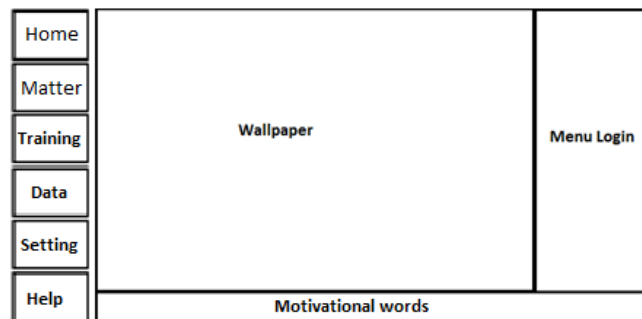 Home
Matter
Training
Data
Setting
Help
Wallpaper
Menu Login
Motivational words